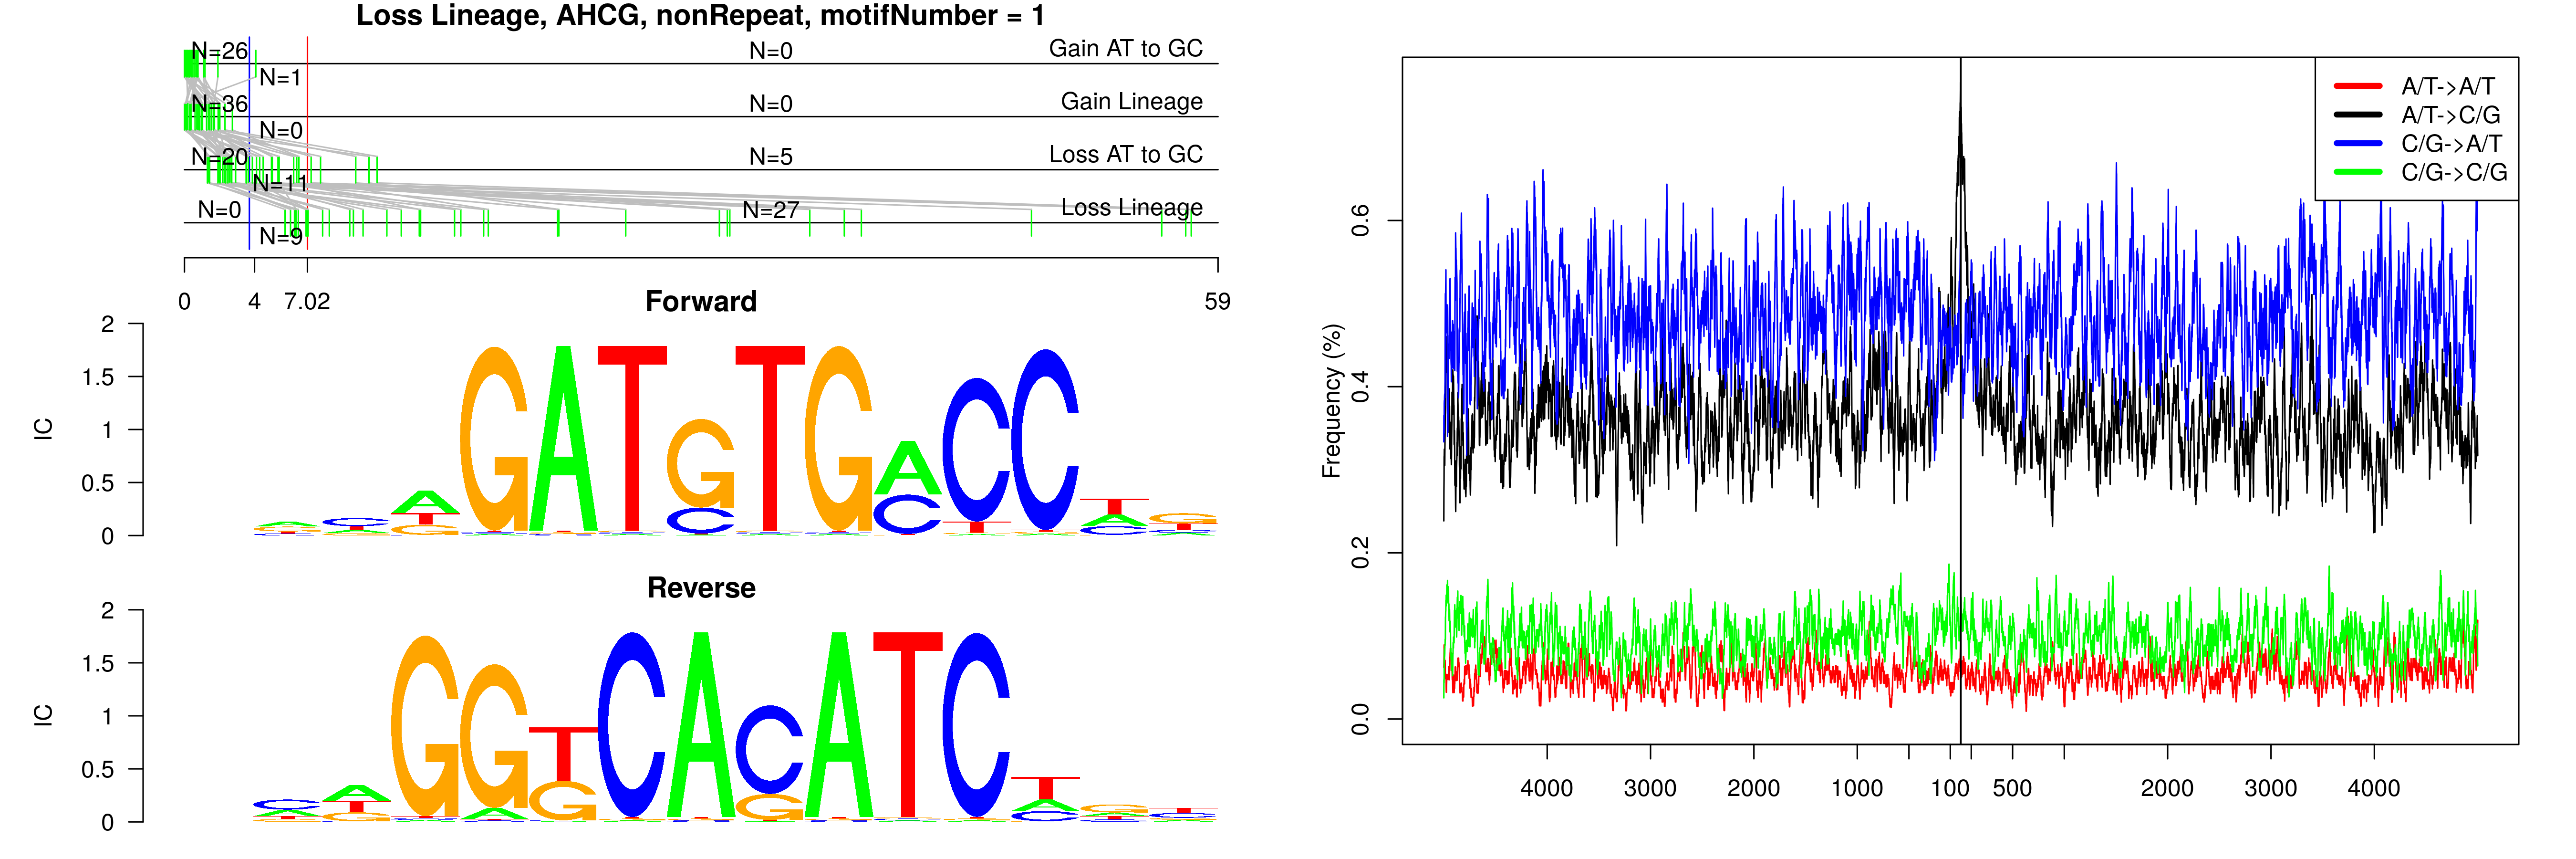 Loss Lineage, AHCG, nonRepeat, motifNumber = 1
N=26 N=0 Gain AT to GC
N=1
N=36 N=0 Gain Lineage
N=0
N=20 N=5 Loss AT to GC
N=11
N=0 N=27 Loss Lineage
N=9
0 4 7.02 59
Forward
IC
2
1.5
1
0.5
0
GATGTGACC
Reverse
IC
2
1.5
1
0.5
0
GGTCACATC
Frequency (%)
0.6
0.4
0.2
0.0
A/T->A/T
A/T->C/G
C/G->A/T
C/G->C/G
4000 3000 2000 1000 100 500 2000 3000 4000